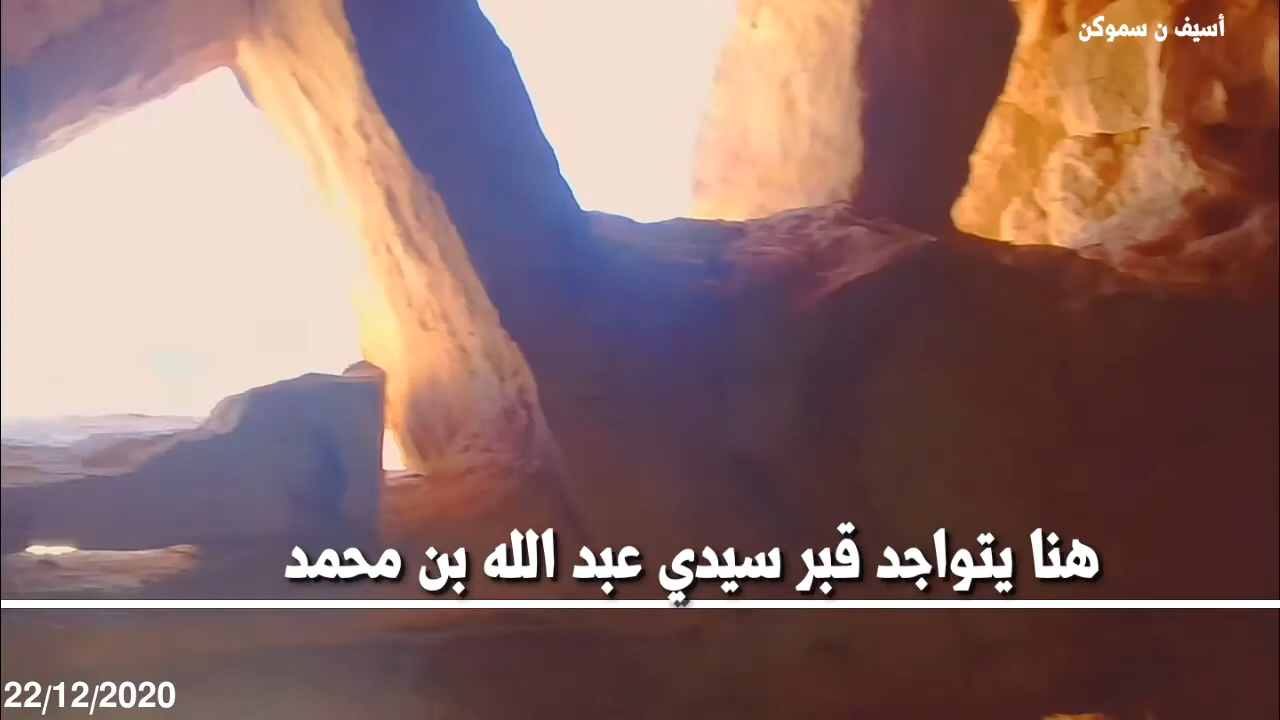 أسيف ن سموكن
هنا يتواجد قبر سيدي عبد الله بن محمد
22/12/2020